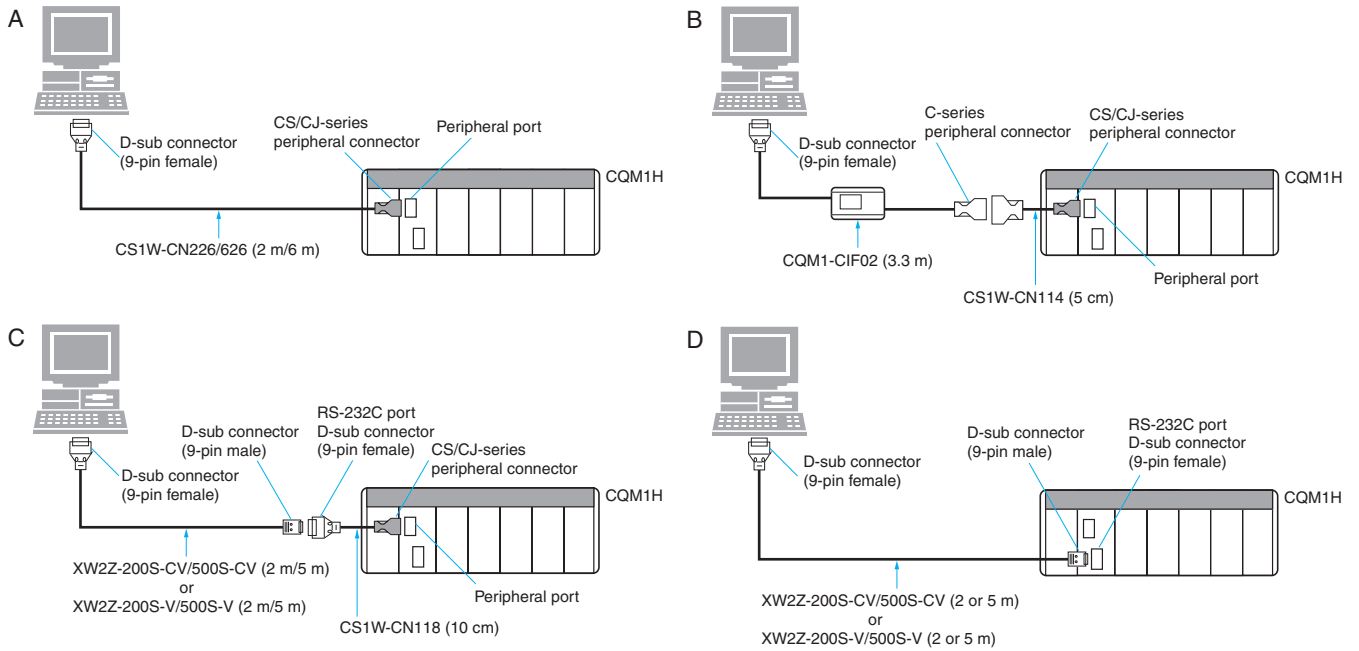 A
D-sub connector
(9-pin female)
CS/CJ-series
peripheral connector
Peripheral port
CQM1H
CS1W-CN226/626 (2 m/6 m)
B
D-sub connector
(9-pin female)
C-series
peripheral connector
CS/CJ-series
peripheral connector
CQM1H
CQM1-CIF02 (3.3 m)
Peripheral port
CS1W-CN114 (5 cm)
C
D-sub connector
(9-pin female)
D-sub connector
(9-pin male)
RS-232C port
D-sub connector
(9-pin female)
CS/CJ-series
peripheral connector
CQM1H
XW2Z-200S-CV/500S-CV (2 m/5 m)
or
XW2Z-200S-V/500S-V (2 m/5 m)
Peripheral port
CS1W-CN118 (10 cm)
D
D-sub connector
(9-pin female)
D-sub connector
(9-pin male)
RS-232C port
D-sub connector
(9-pin female)
CQM1H
XW2Z-200S-CV/500S-CV (2 or 5 m)
or
XW2Z-200S-V/500S-V (2 or 5 m)